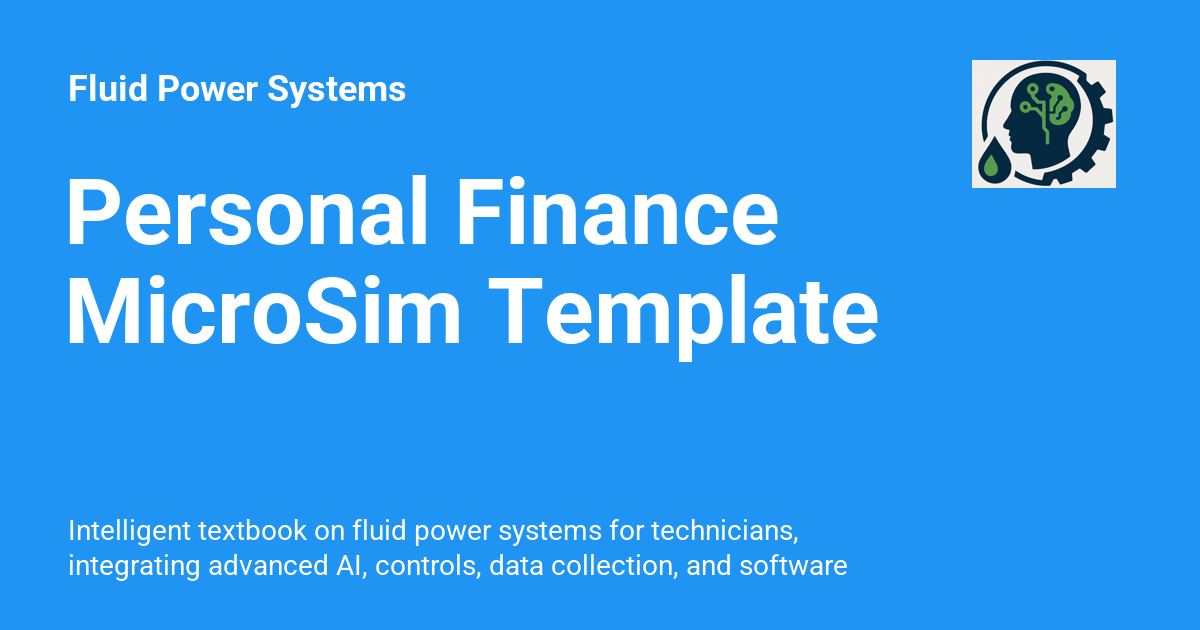 Fluid Power Systems
Personal Finance
MicroSim Template
Intelligent textbook on fluid power systems for technicians,
integrating advanced AI, controls, data collection, and software